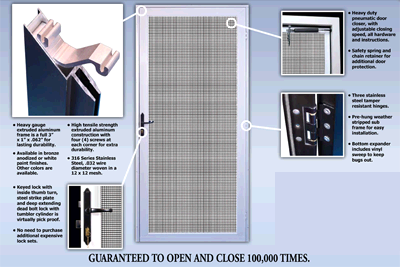 • Heavy duty
pneumatic door
closer, with
adjustable closing
speed, all hardware
and instructions.
• Safety spring and
chain retainer for
additional door
protection.
• Heavy gauge
extruded aluminum
frame is a full 3"
x 1" x .062" for
lasting durability.
• Available in bronze
anodized or white
paint finishes.
Other colors are
available.
• High tensile strength
extruded aluminum
construction with
four (4) screws at
each corner for extra
durability.
• 316 Series Stainless
Steel, .032 wire
diameter woven in a
12 x 12 mesh.
• Three stainless
steel tamper
resistant hinges.
• Pre-hung weather
stripped sub
frame for easy
installation.
• Bottom expander
includes vinyl
sweep to keep
bugs out.
• Keyed lock with
inside thumb turn,
steel strike plate
and deep extending
dead bolt lock with
tumbler cylinder is
virtually pick proof.
• No need to purchase
additional expensive
lock sets.
GUARANTEED TO OPEN AND CLOSE 100,000 TIMES.